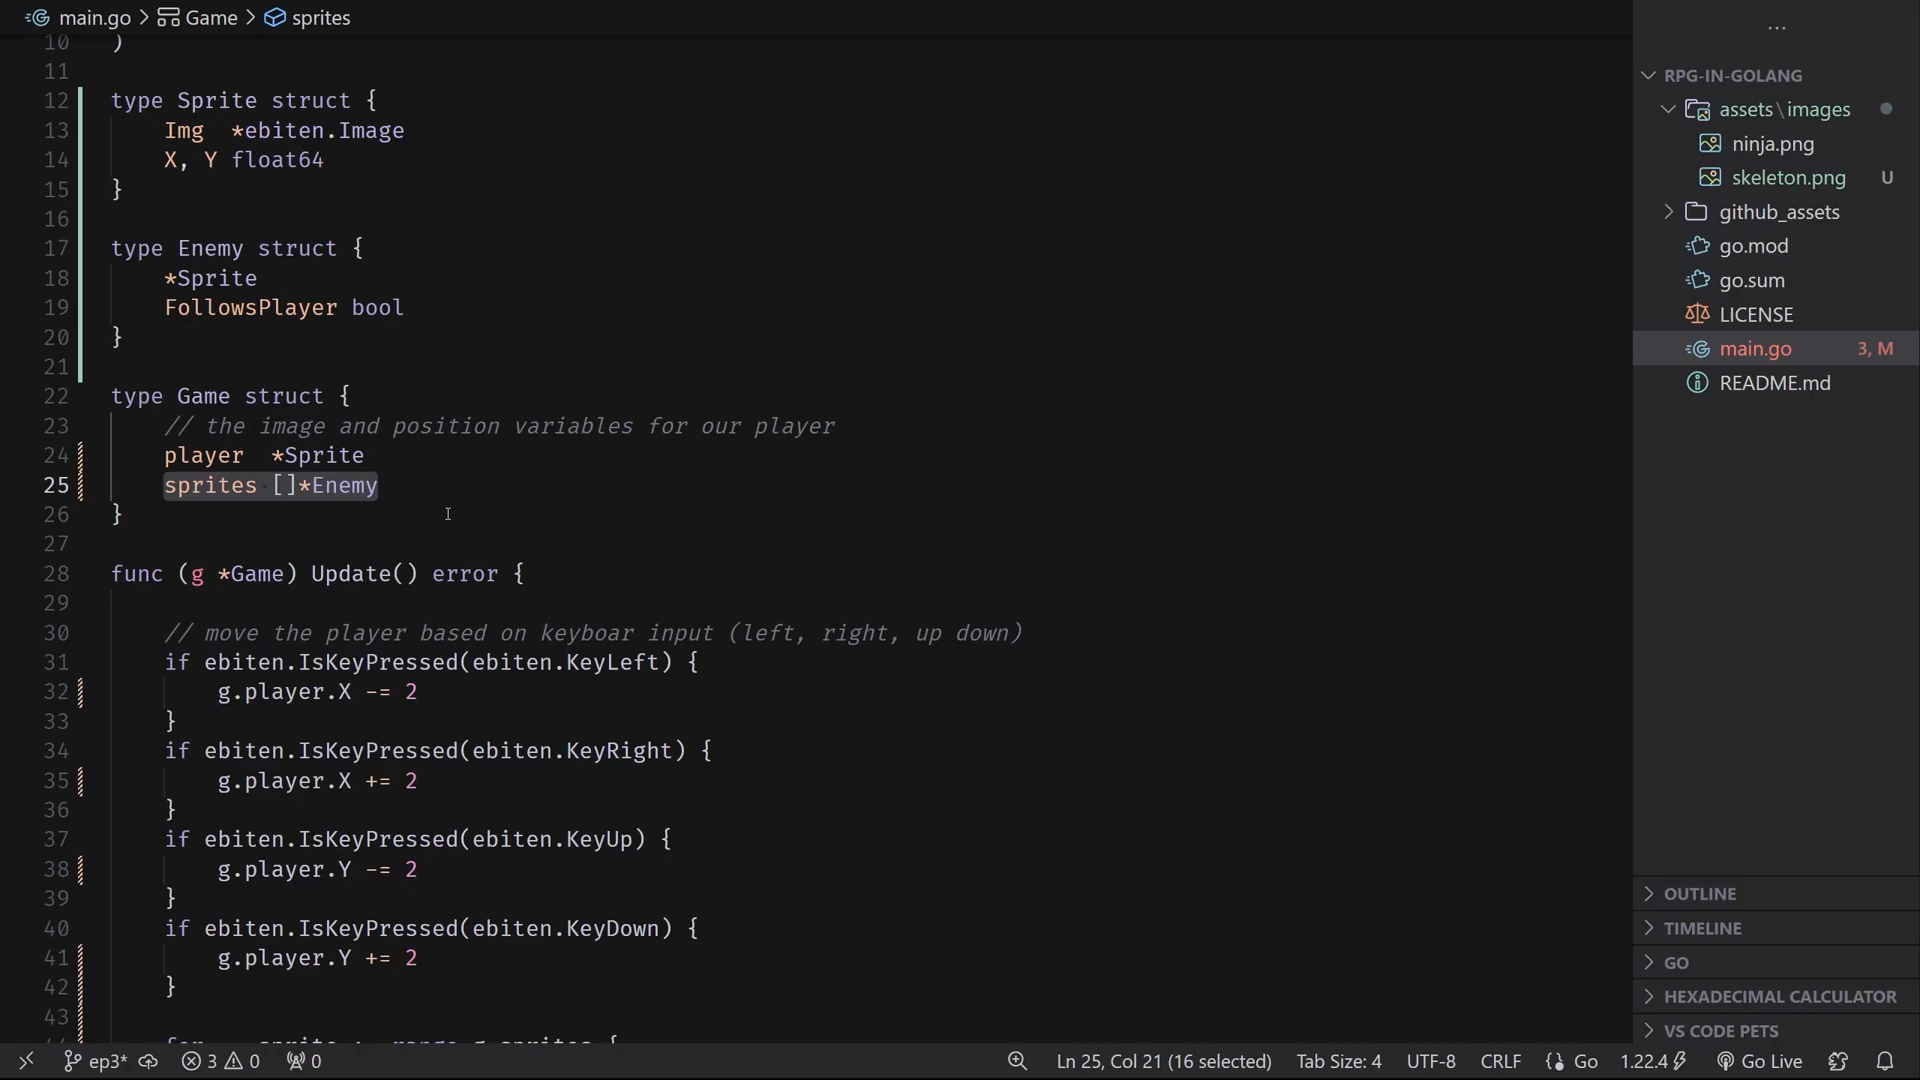 main.go > Game > sprites
10 )
11
12 type Sprite struct {
13 Img *ebiten.Image
14 X, Y float64
15 }
16
17 type Enemy struct {
18 *Sprite
19 FollowsPlayer bool
20 }
21
22 type Game struct {
23 // the image and position variables for our player
24 player *Sprite
25 sprites []*Enemy
26 }
27
28 func (g *Game) Update() error {
29
30 // move the player based on keyboar input (left, right, up down)
31 if ebiten.IsKeyPressed(ebiten.KeyLeft) {
32 g.player.X -= 2
33 }
34 if ebiten.IsKeyPressed(ebiten.KeyRight) {
35 g.player.X += 2
36 }
37 if ebiten.IsKeyPressed(ebiten.KeyUp) {
38 g.player.Y -= 2
39 }
40 if ebiten.IsKeyPressed(ebiten.KeyDown) {
41 g.player.Y += 2
42 }
43
...
RPG-IN-GOLANG
assets\images
ninja.png
skeleton.png U
github_assets
go.mod
go.sum
LICENSE
main.go 3, M
README.md
OUTLINE
TIMELINE
GO
HEXADECIMAL CALCULATOR
VS CODE PETS
ep3* 3 0 0 Ln 25, Col 21 (16 selected) Tab Size: 4 UTF-8 CRLF {} Go 1.22.4 Go Live